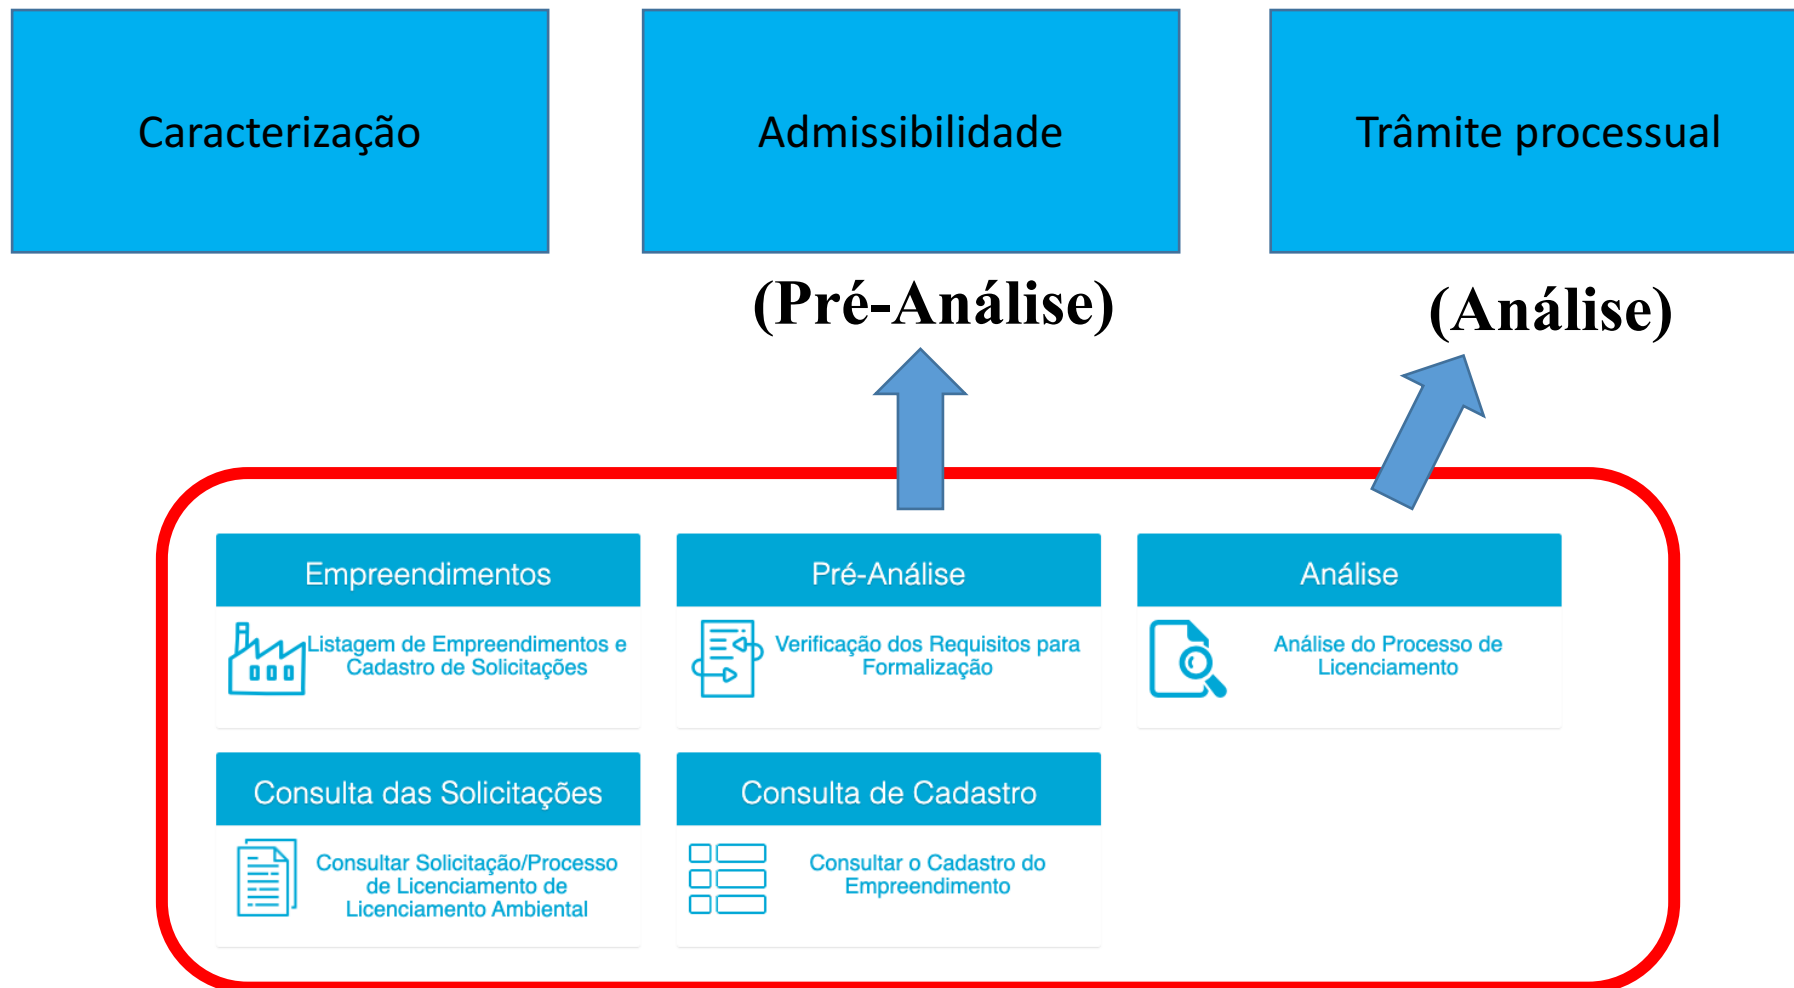 Caracterização
Admissibilidade
Trâmite processual
(Pré-Análise)
(Análise)
Empreendimentos
Listagem de Empreendimentos e
Cadastro de Solicitações
Pré-Análise
Verificação dos Requisitos para
Formalização
Análise
Análise do Processo de
Licenciamento
Consulta das Solicitações
Consultar Solicitação/Processo
de Licenciamento de
Licenciamento Ambiental
Consulta de Cadastro
Consultar o Cadastro do
Empreendimento